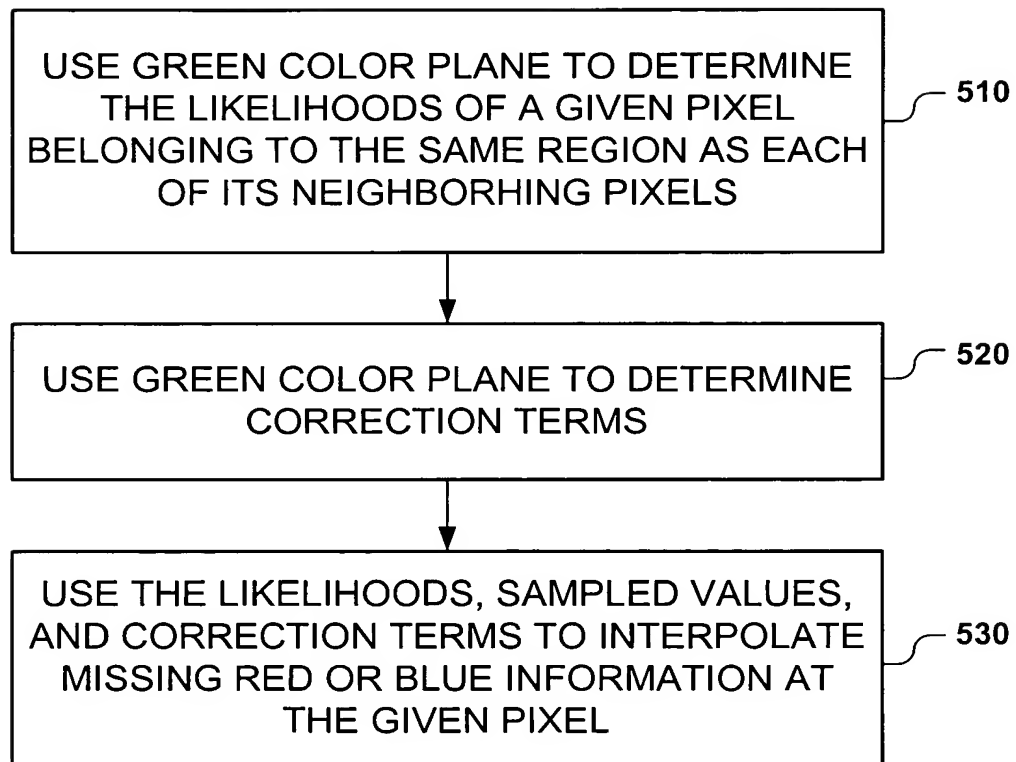 USE GREEN COLOR PLANE TO DETERMINE
THE LIKELIHOODS OF A GIVEN PIXEL
BELONGING TO THE SAME REGION AS EACH
OF ITS NEIGHBORHING PIXELS
510
USE GREEN COLOR PLANE TO DETERMINE
CORRECTION TERMS
520
USE THE LIKELIHOODS, SAMPLED VALUES,
AND CORRECTION TERMS TO INTERPOLATE
MISSING RED OR BLUE INFORMATION AT
THE GIVEN PIXEL
530